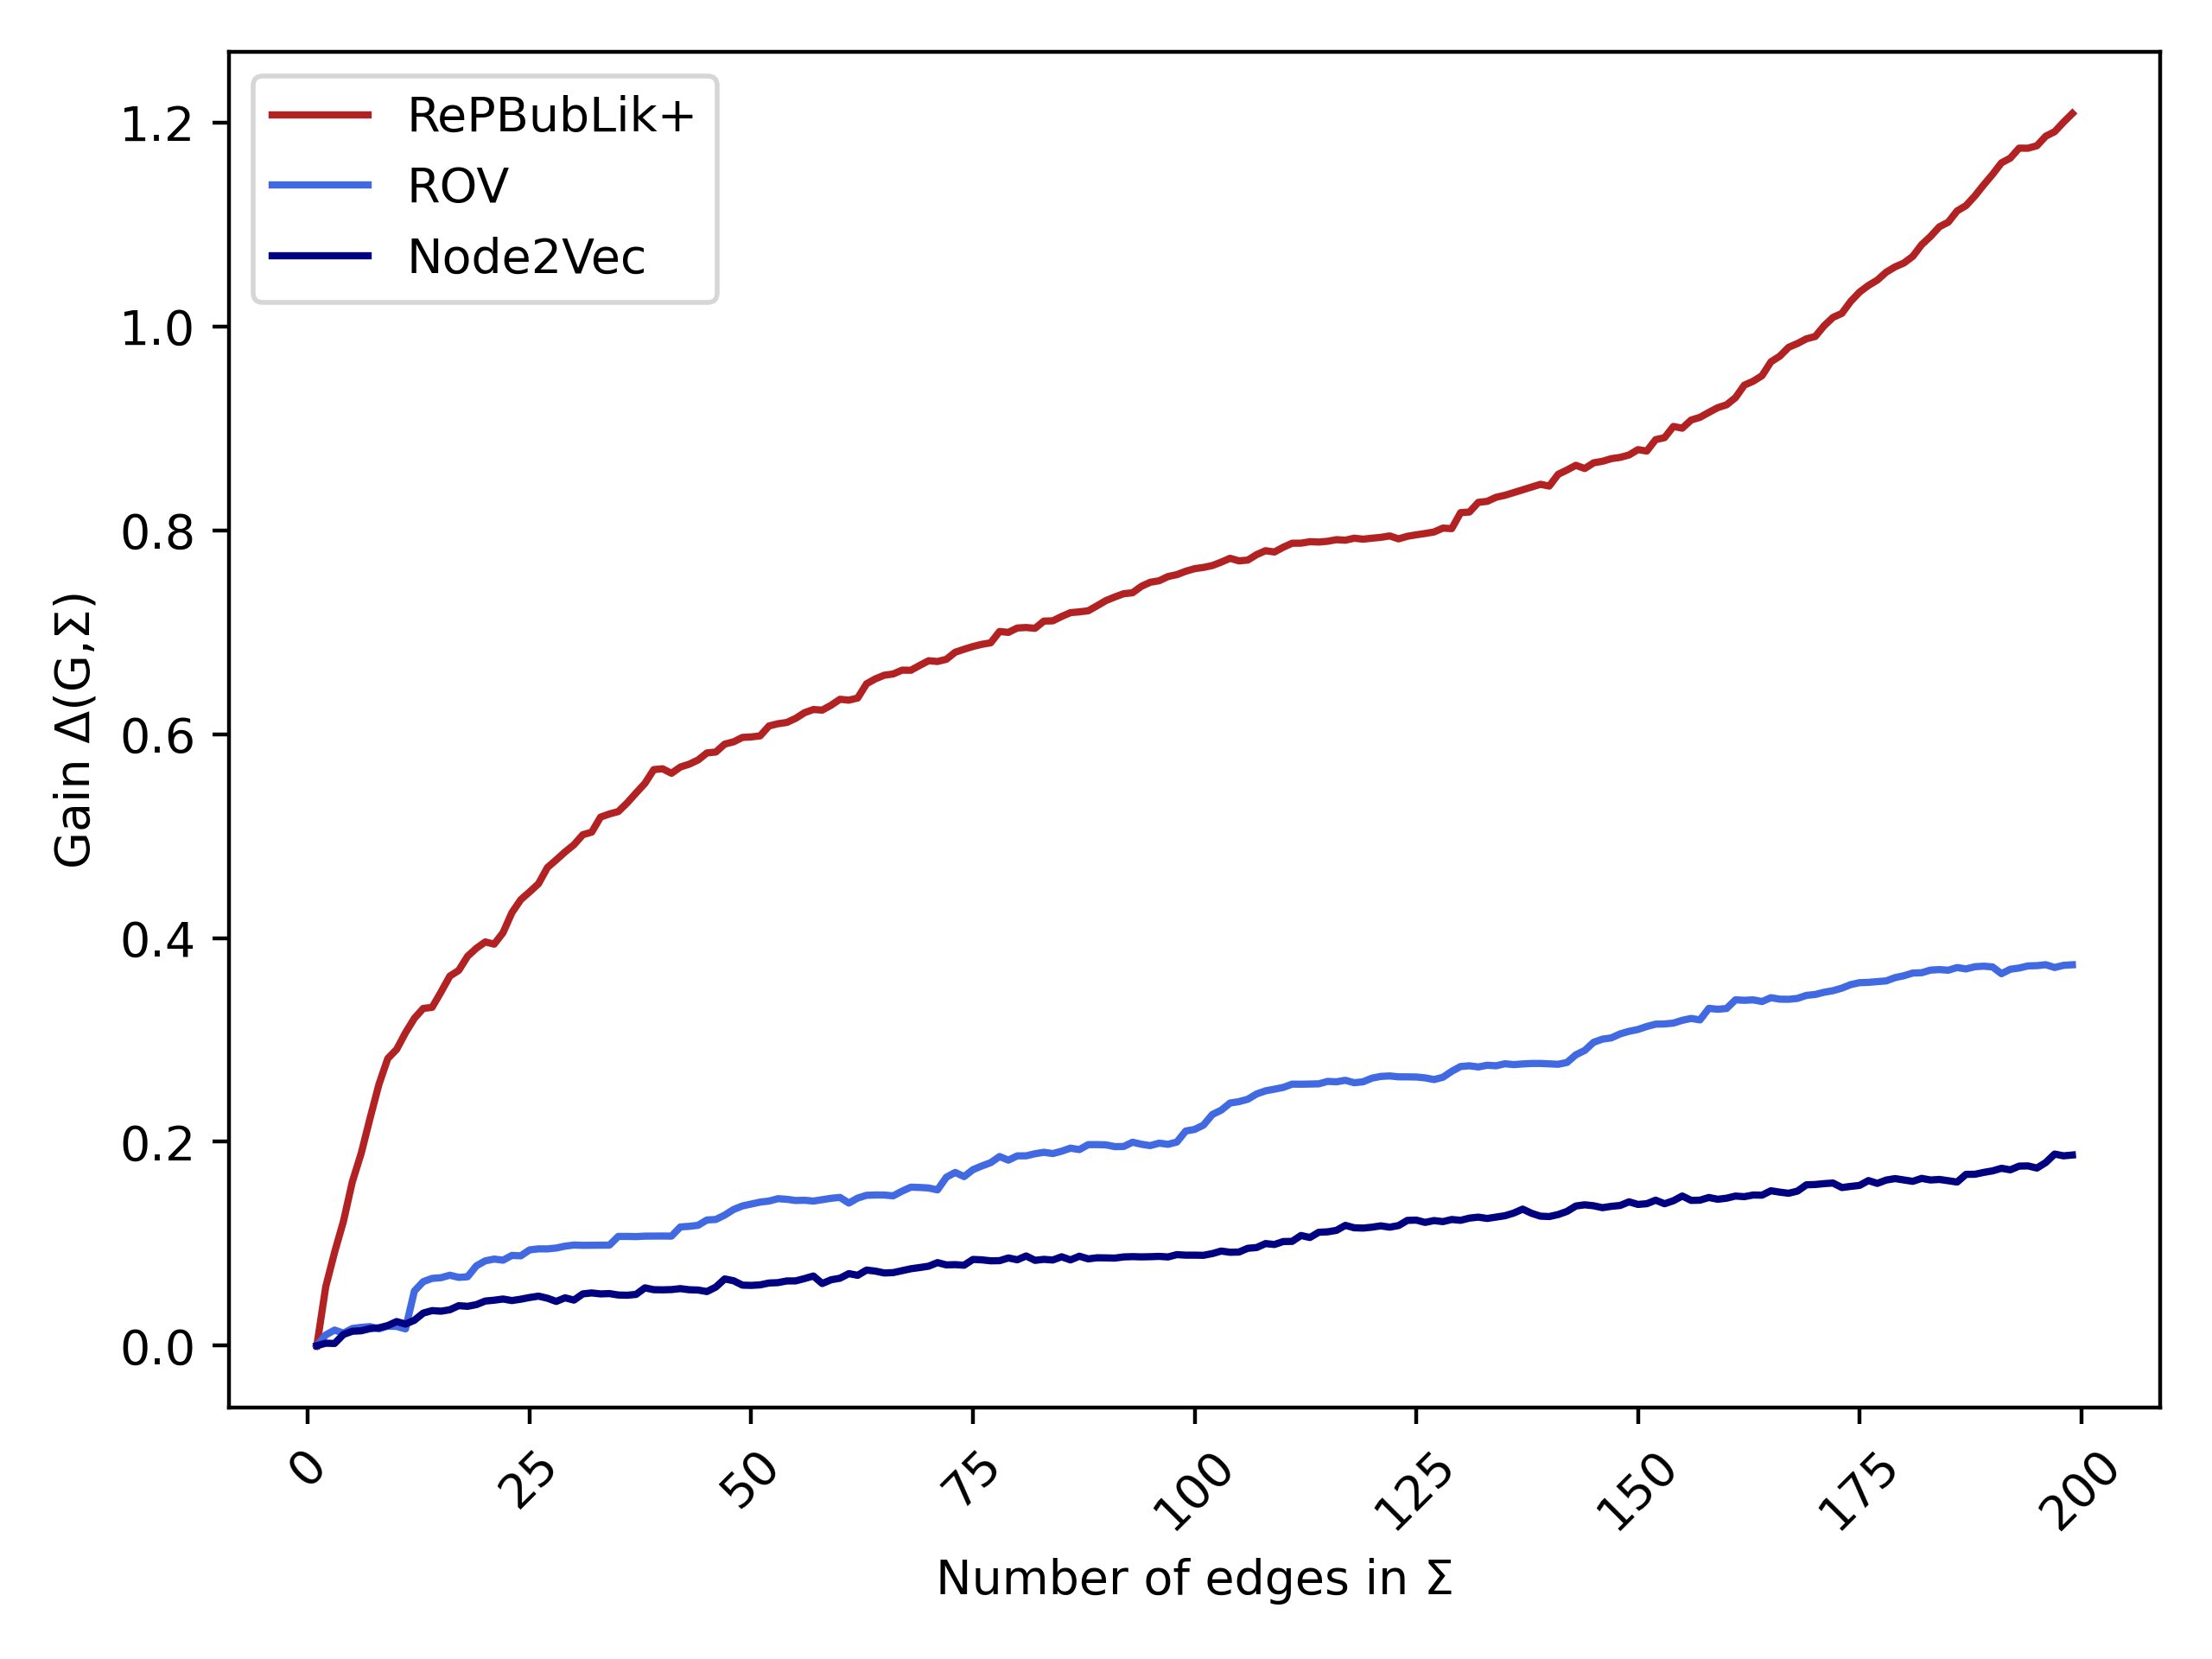 RePBubLik+
ROV
Node2Vec
1.2
1.0
0.8
0.6
0.4
0.2
0.0
Gain Δ(G,Σ)
0 25 50 75 100 125 150 175 200
Number of edges in Σ